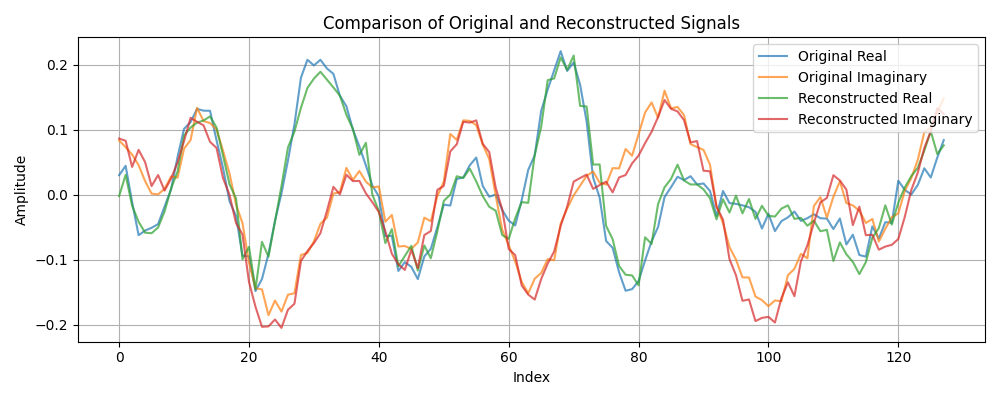 Comparison of Original and Reconstructed Signals
Original Real
Original Imaginary
Reconstructed Real
Reconstructed Imaginary
Amplitude
0.2
0.1
0.0
−0.1
−0.2
0 20 40 60 80 100 120
Index